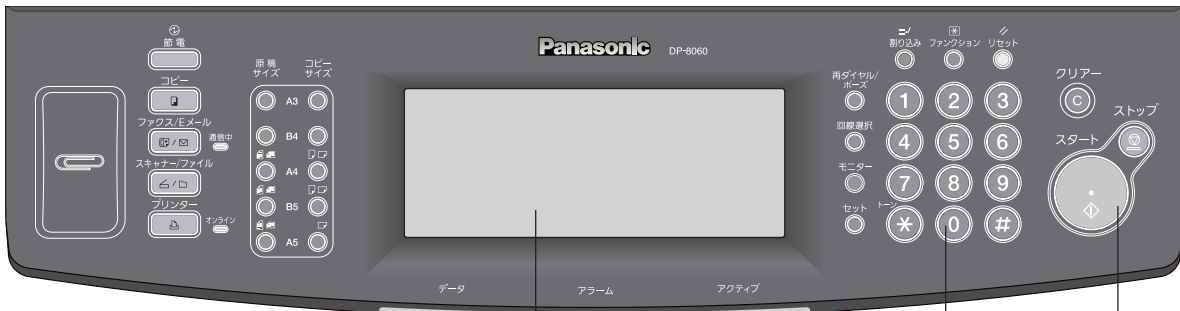 節電
コピー
ファクス/Eメール
通信中
スキャナー/ファイル
プリンター
オンライン
原稿
サイズ
コピー
サイズ
A3
B4
A4
B5
A5
Panasonic DP-8060
データ
アラーム
アクティブ
割り込み
ファンクション
リセット
再ダイヤル/
ポーズ
回線選択
モニター
セット
トーン
1 2 3
4 5 6
7 8 9
* 0 #
クリアー
C
ストップ
スタート